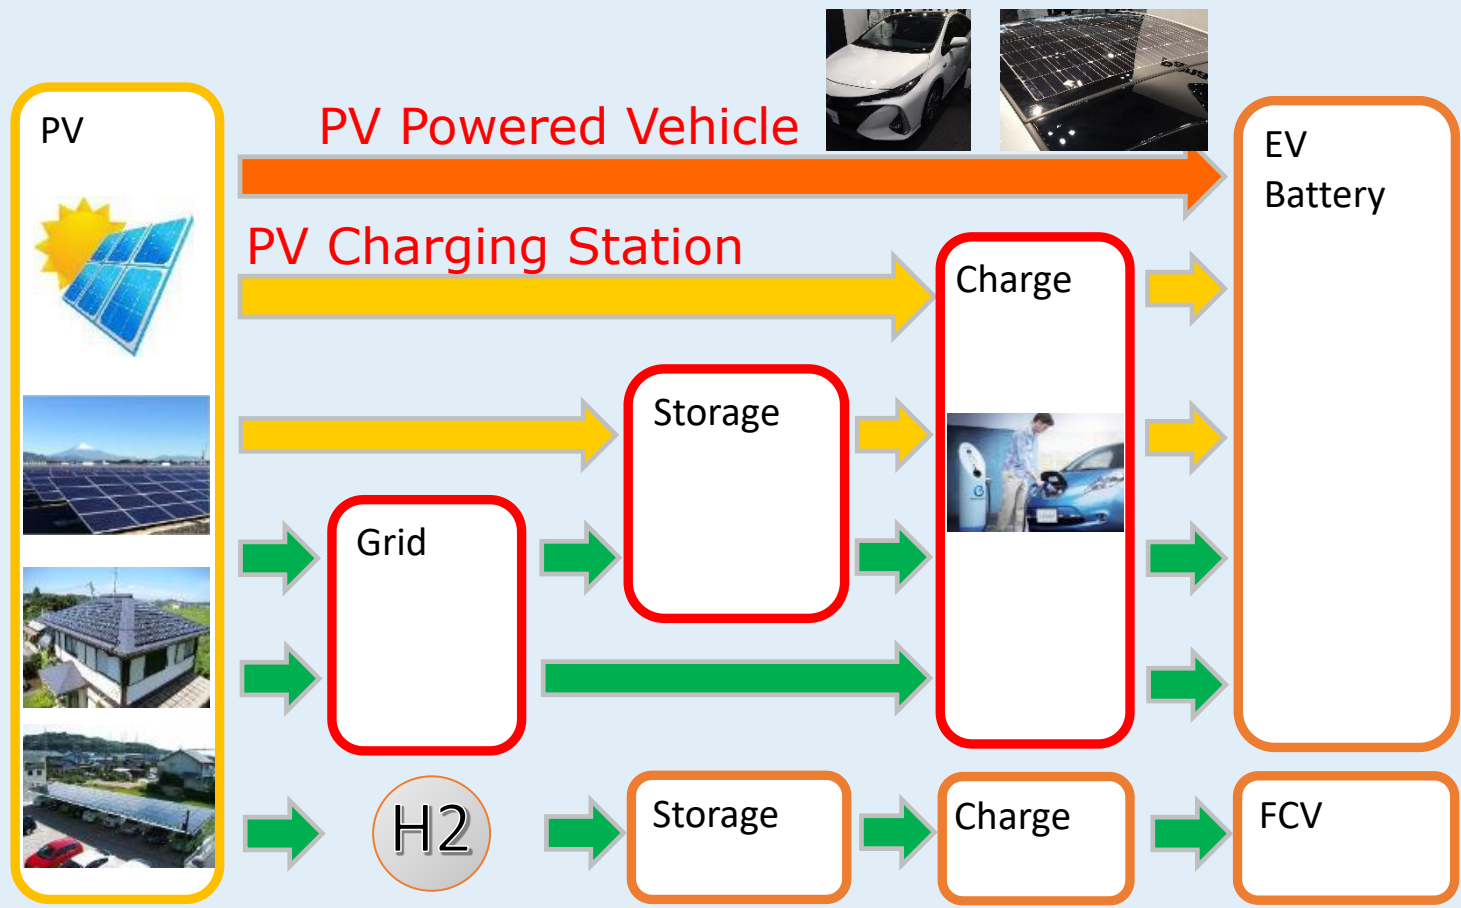 PV
PV Powered Vehicle
EV
Battery
PV Charging Station
Charge
Storage
Grid
H2
Storage
Charge
FCV